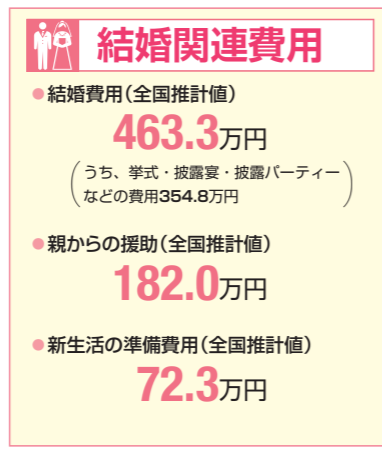 結婚関連費用
●結婚費用（全国推計値）
463.3万円
（うち、挙式・披露宴・披露パーティー
などの費用354.8万円）
●親からの援助（全国推計値）
182.0万円
●新生活の準備費用（全国推計値）
72.3万円